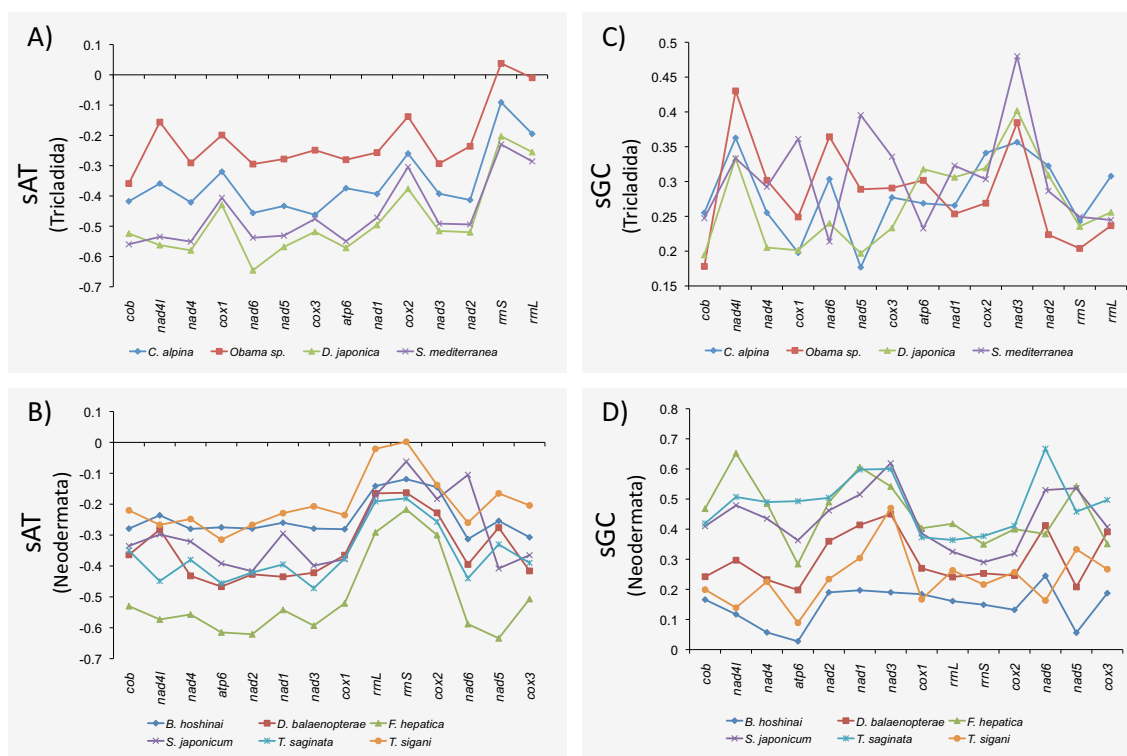 A)
0.1
0
-0.1
-0.2
-0.3
-0.4
-0.5
-0.6
-0.7
sAT
(Tricladida)
cob nad4l nad4 cox1 nad6 nad5 cox3 atp6 nad1 cox2 nad3 nad2 rrnS rrnL
C. alpina Obama sp. D. japonica S. mediterranea
C)
0.5
0.45
0.4
0.35
0.3
0.25
0.2
0.15
sGC
(Tricladida)
cob nad4l nad4 cox1 nad6 nad5 cox3 atp6 nad1 cox2 nad3 nad2 rrnS rrnL
C. alpina Obama sp. D. japonica S. mediterranea
B)
0.1
0
-0.1
-0.2
-0.3
-0.4
-0.5
-0.6
-0.7
sAT
(Neodermata)
cob nad4l nad4 atp6 nad2 nad1 nad3 cox1 rrnL rrnS cox2 nad6 nad5 cox3
B. hoshinai D. balaenopterae F. hepatica
S. japonicum T. saginata T. sigani
D)
0.8
0.7
0.6
0.5
0.4
0.3
0.2
0.1
0
sGC
(Neodermata)
cob nad4l nad4 atp6 nad2 nad1 nad3 cox1 rrnL rrnS cox2 nad6 nad5 cox3
B. hoshinai D. balaenopterae F. hepatica
S. japonicum T. saginata T. sigani